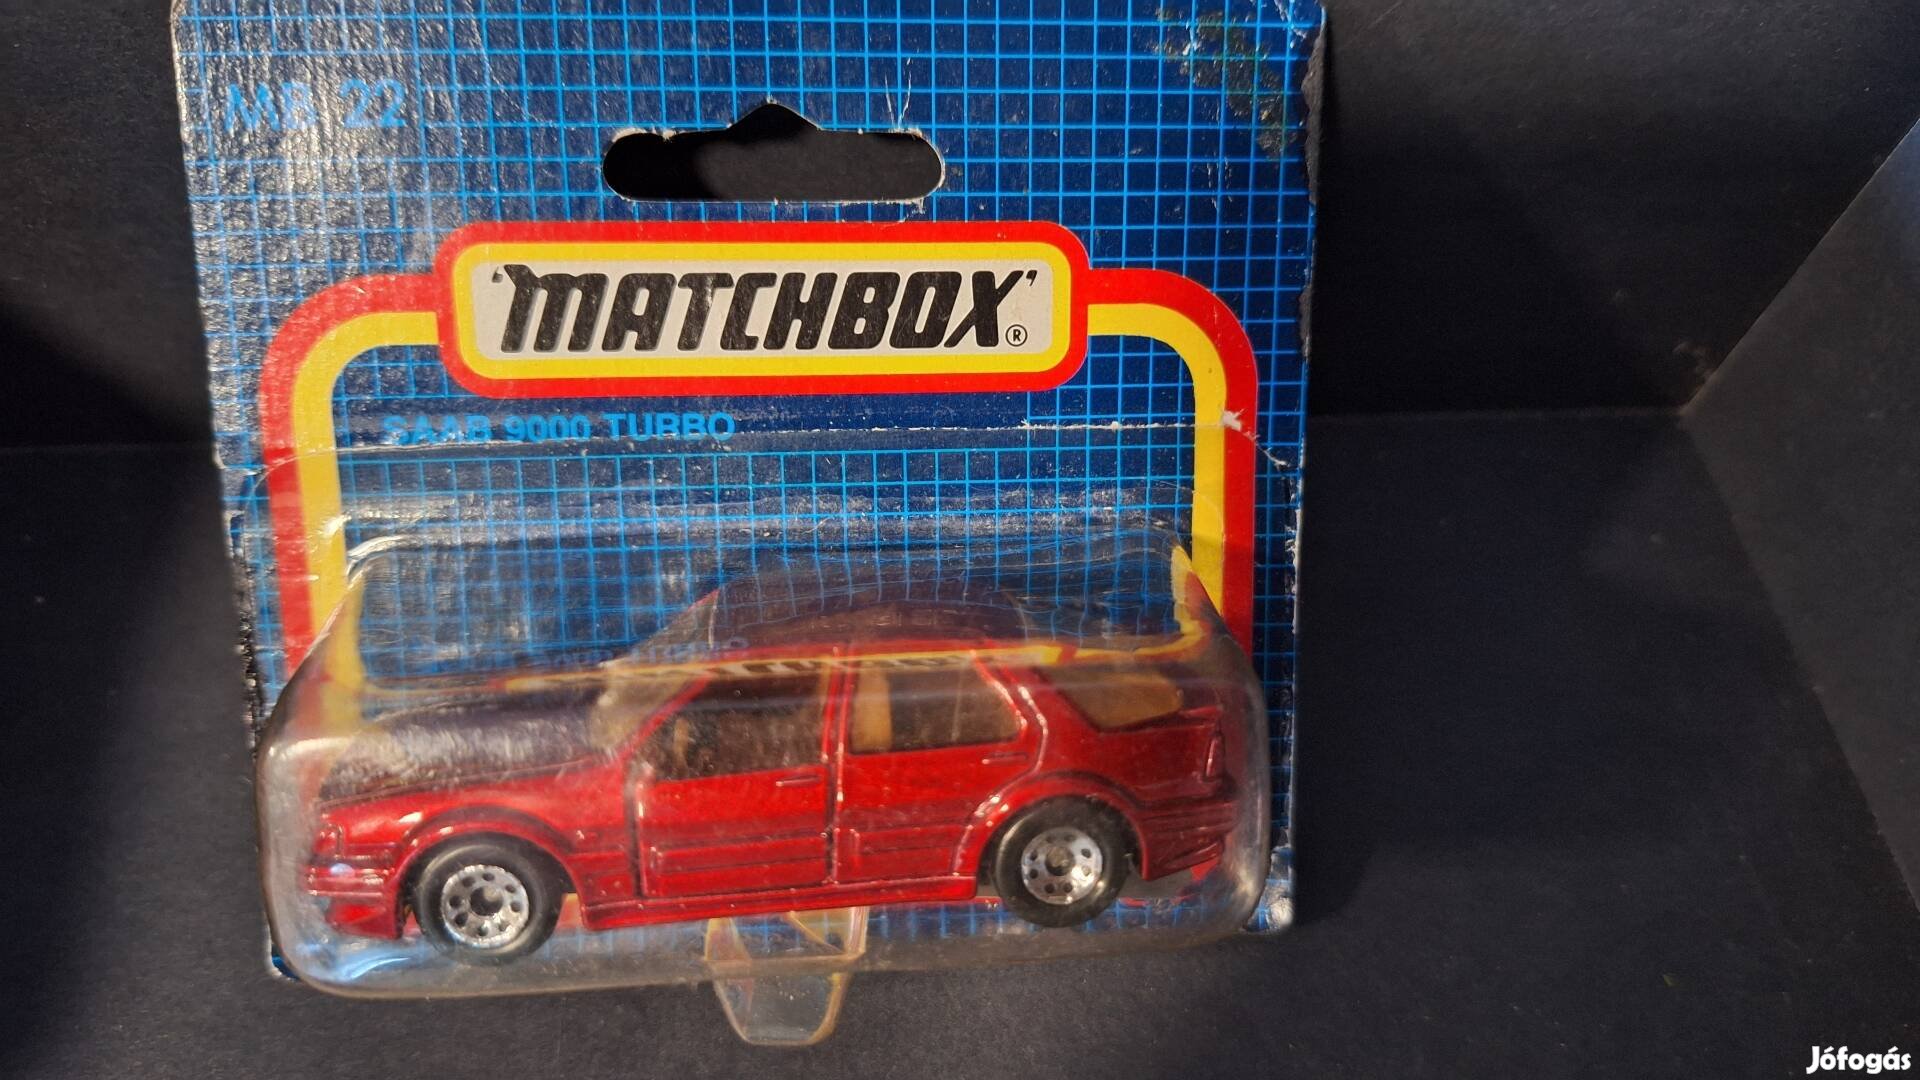 MB 22
'MATCHBOX'®
SAAB 9000 TURBO
Jófogás